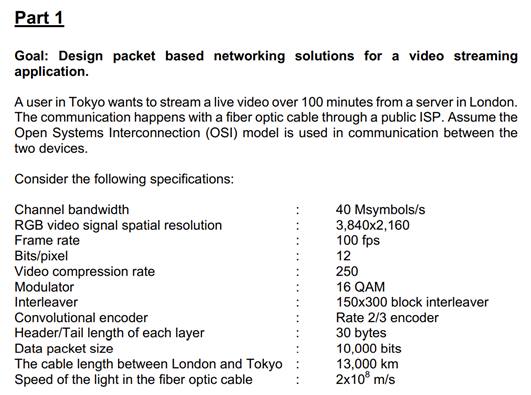 Part 1
Goal: Design packet based networking solutions for a video streaming
application.
A user in Tokyo wants to stream a live video over 100 minutes from a server in London.
The communication happens with a fiber optic cable through a public ISP. Assume the
Open Systems Interconnection (OSI) model is used in communication between the
two devices.
Consider the following specifications:
Channel bandwidth : 40 Msymbols/s
RGB video signal spatial resolution : 3,840x2,160
Frame rate : 100 fps
Bits/pixel : 12
Video compression rate : 250
Modulator : 16 QAM
Interleaver : 150x300 block interleaver
Convolutional encoder : Rate 2/3 encoder
Header/Tail length of each layer : 30 bytes
Data packet size : 10,000 bits
The cable length between London and Tokyo : 13,000 km
Speed of the light in the fiber optic cable : 2x10⁸ m/s